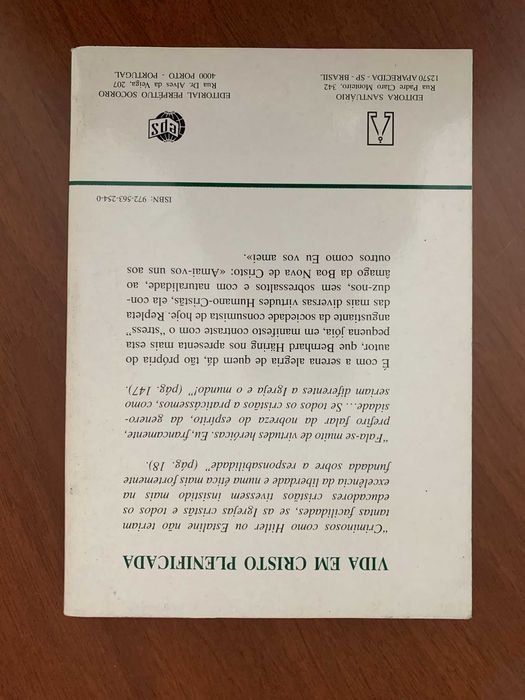 VIDA EM CRISTO PLENIFICADA
"Criminosos como Hitler ou Estaline não teriam
tantas facilidades, se as Igrejas cristãs e todos os
educadores cristãos tivessem insistido mais na
excelência da liberdade e numa ética mais fortemente
fundada sobre a responsabilidade" (pág. 18).
"Fala-se muito de virtudes heróicas. Eu, francamente,
prefiro falar da nobreza do espírito, da genero-
sidade... Se todos os cristãos a praticássemos, como
seriam diferentes a Igreja e o mundo!" (pág. 147).
É com a serena alegria de quem dá, tão própria do
autor, que Bernhard Häring nos apresenta mais esta
pequena jóia, em manifesto contraste com o "stress"
angustiante da sociedade consumista de hoje. Repleta
das mais diversas virtudes Humano-Cristãs, ela con-
duz-nos, sem sobressaltos e com naturalidade, ao
âmago da Boa Nova de Cristo: «Amai-vos uns aos
outros como Eu vos amei».
ISBN: 972-563-254-0
EDITORA SANTUÁRIO
Rua Padre Claro Monteiro, 342
12570 APARECIDA - SP - BRASIL
eps
EDITORIAL PERPÉTUO SOCORRO
Rua Dr. Alves da Veiga, 207
4000 PORTO - PORTUGAL